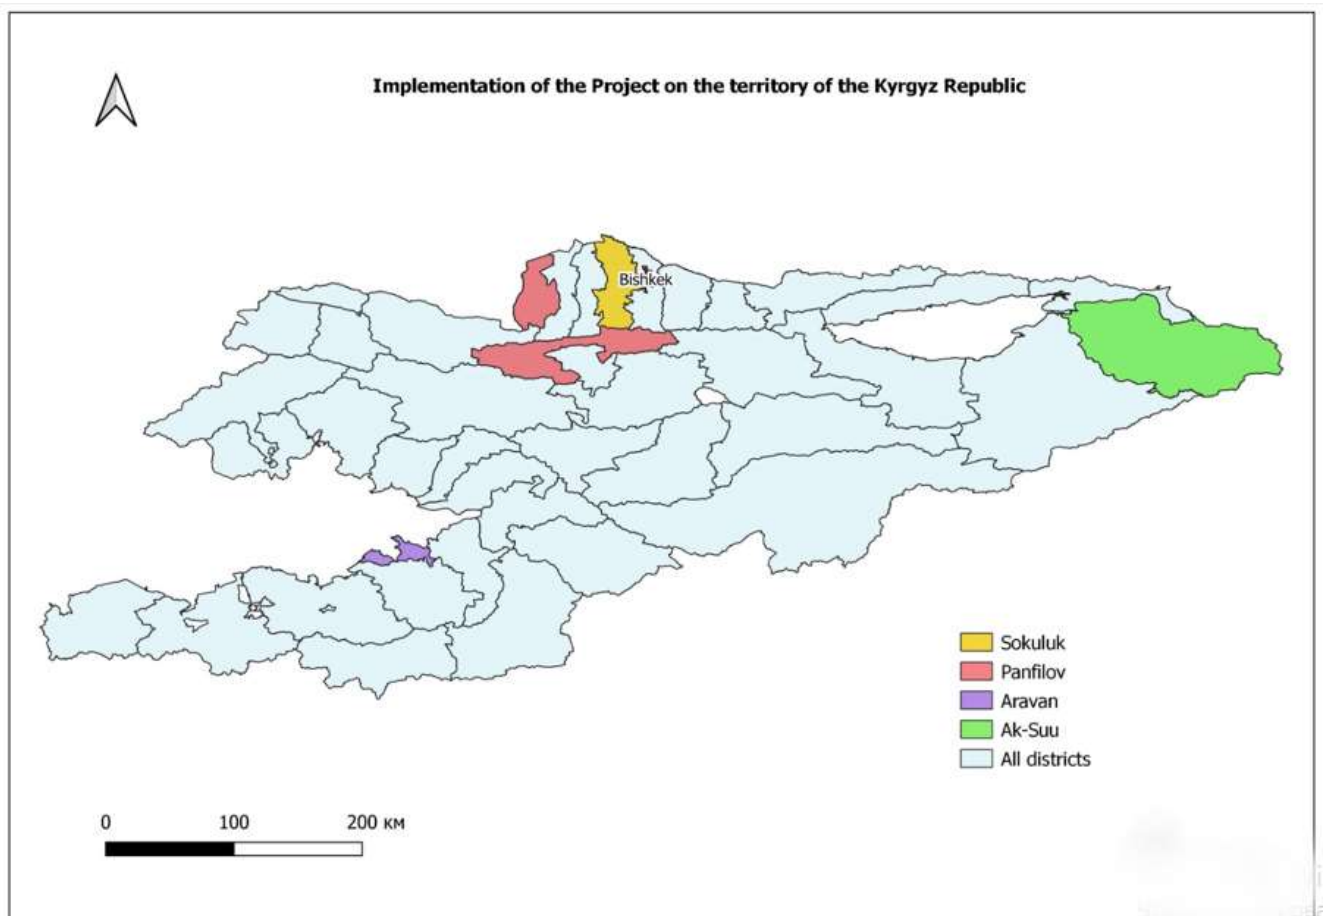 Implementation of the Project on the territory of the Kyrgyz Republic
Bishkek
Sokuluk
Panfilov
Aravan
Ak-Suu
All districts
0 100 200 км